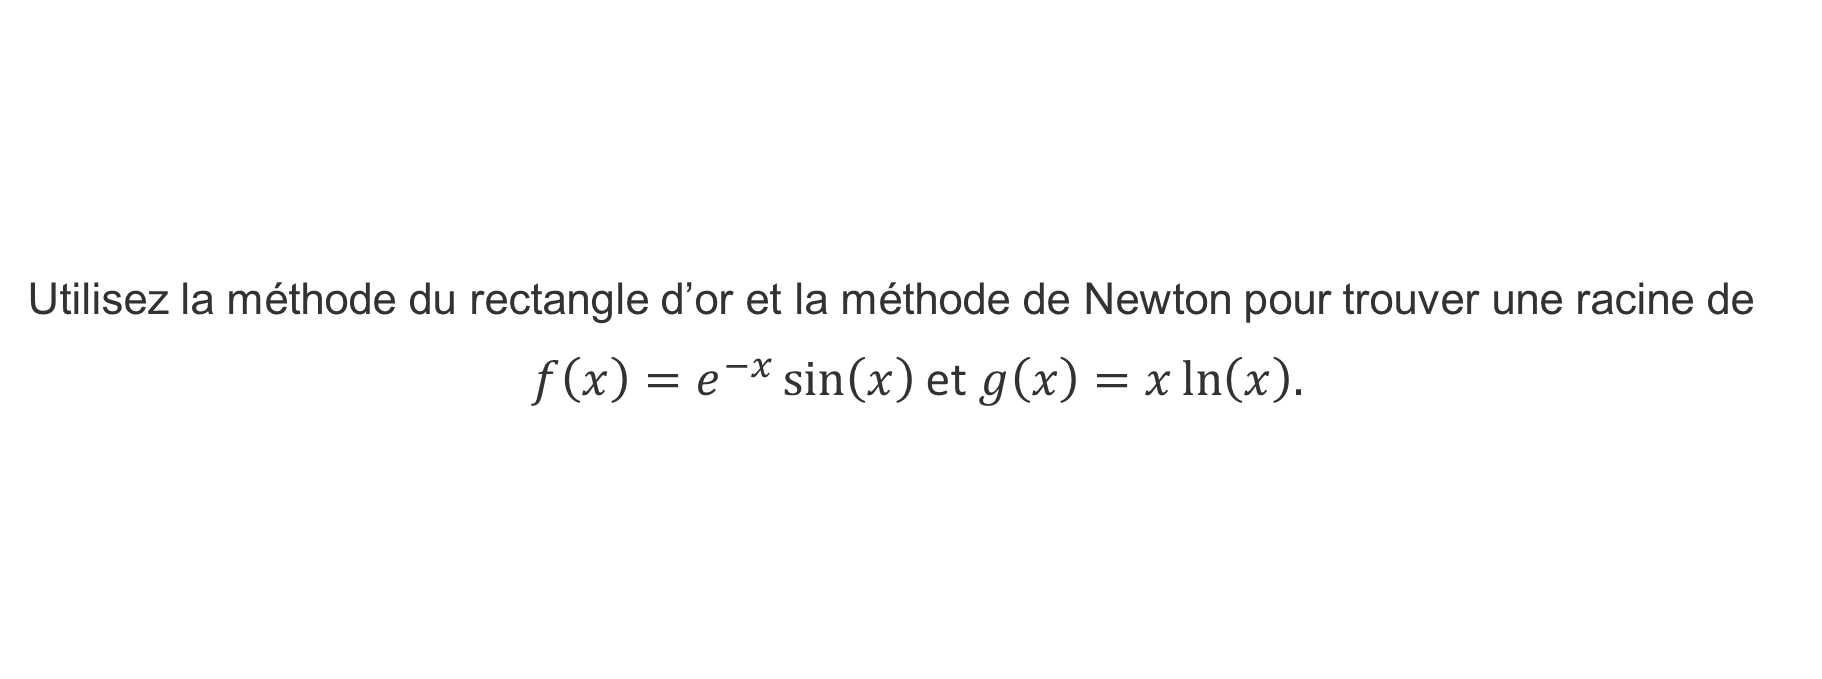 Utilisez la méthode du rectangle d’or et la méthode de Newton pour trouver une racine de
𝑓(𝑥) = 𝑒⁻ˣ sin(𝑥) et 𝑔(𝑥) = 𝑥 ln(𝑥).